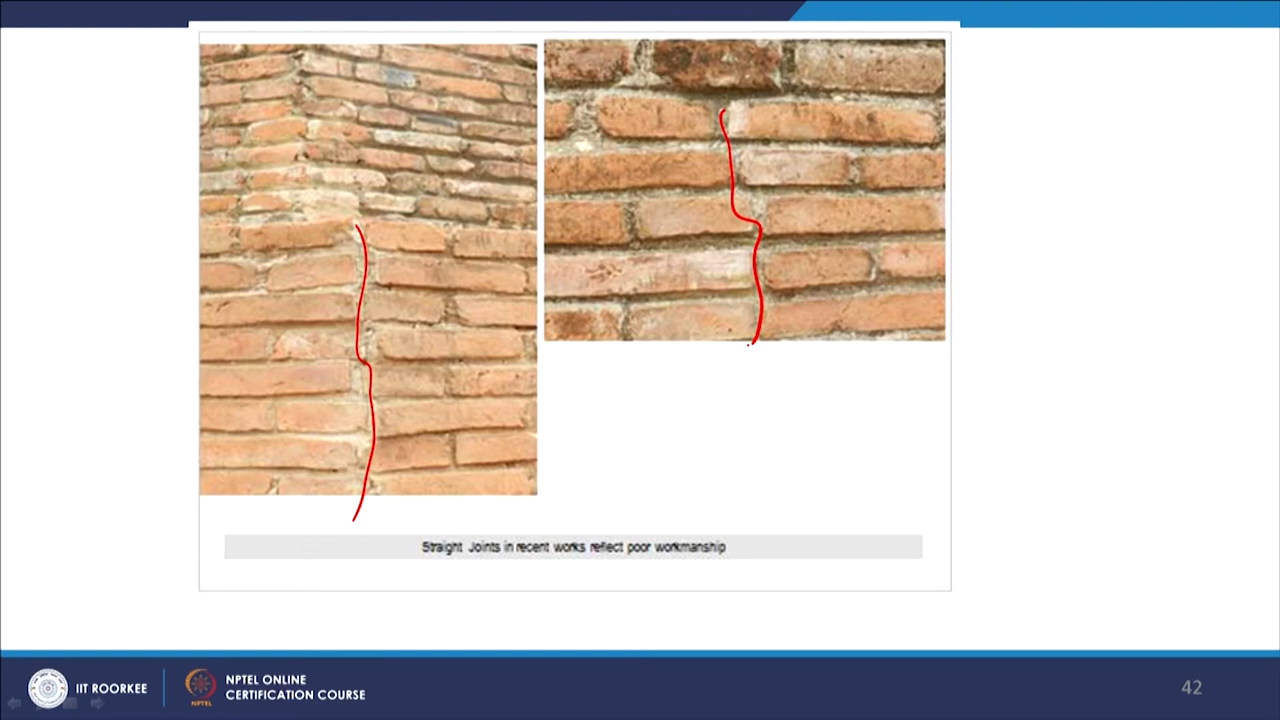 Straight Joints in recent works reflect poor workmanship
IIT ROORKEE
NPTEL
NPTEL ONLINE
CERTIFICATION COURSE
42